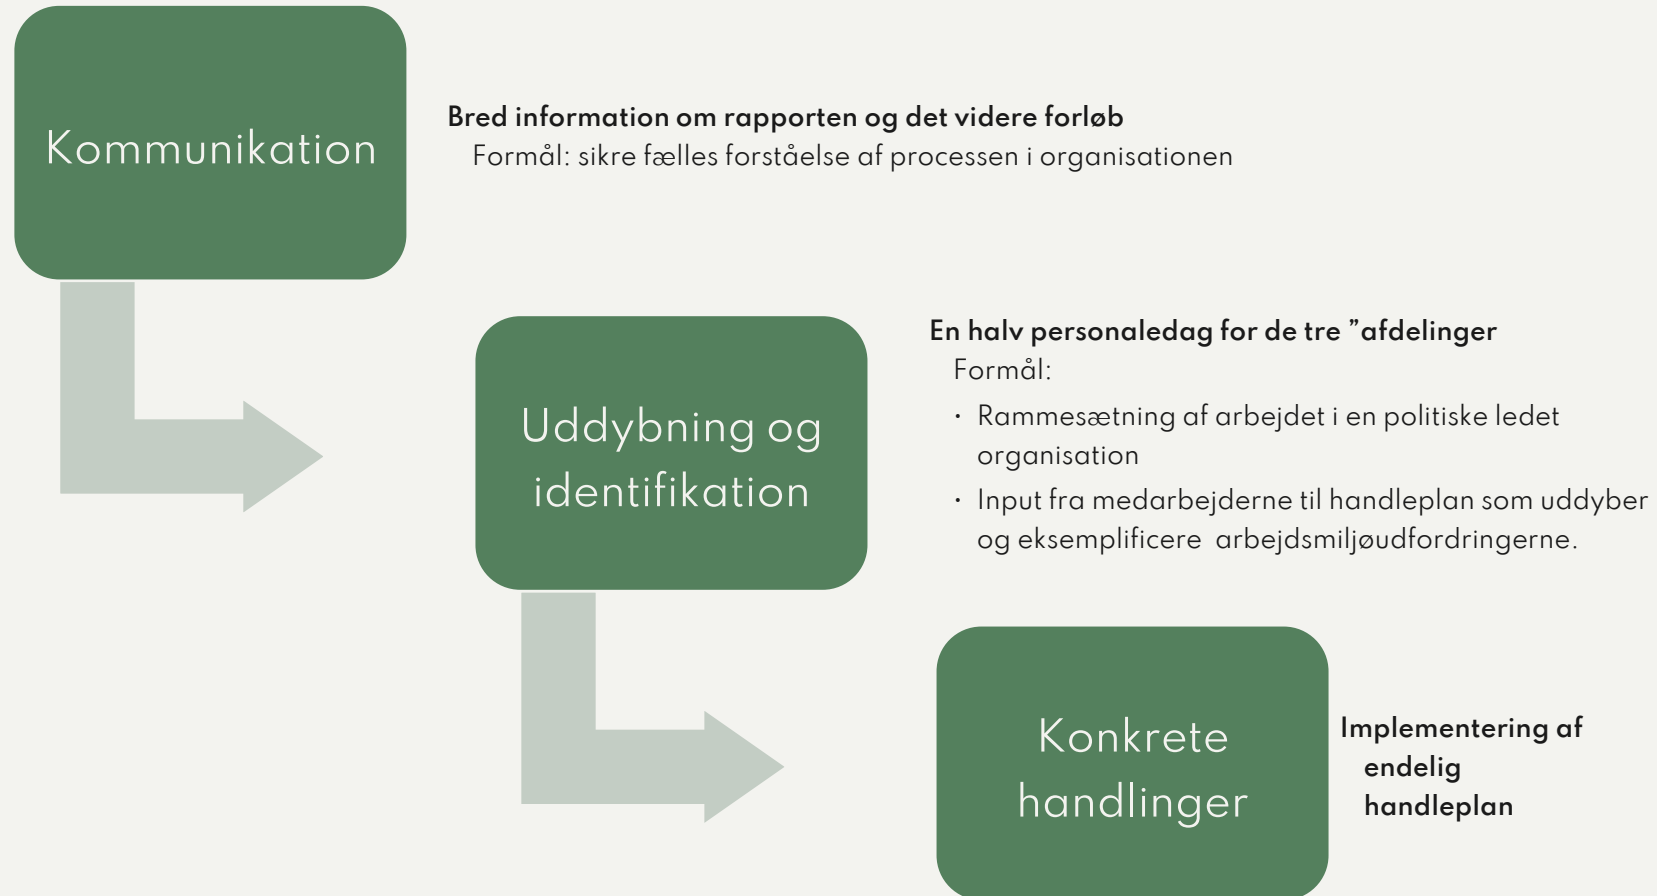 Kommunikation
Bred information om rapporten og det videre forløb
Formål: sikre fælles forståelse af processen i organisationen
Uddybning og
identifikation
En halv personaledag for de tre ”afdelinger
Formål:
· Rammesætning af arbejdet i en politiske ledet
organisation
· Input fra medarbejderne til handleplan som uddyber
og eksemplificere arbejdsmiljøudfordringerne.
Konkrete
handlinger
Implementering af
endelig
handleplan